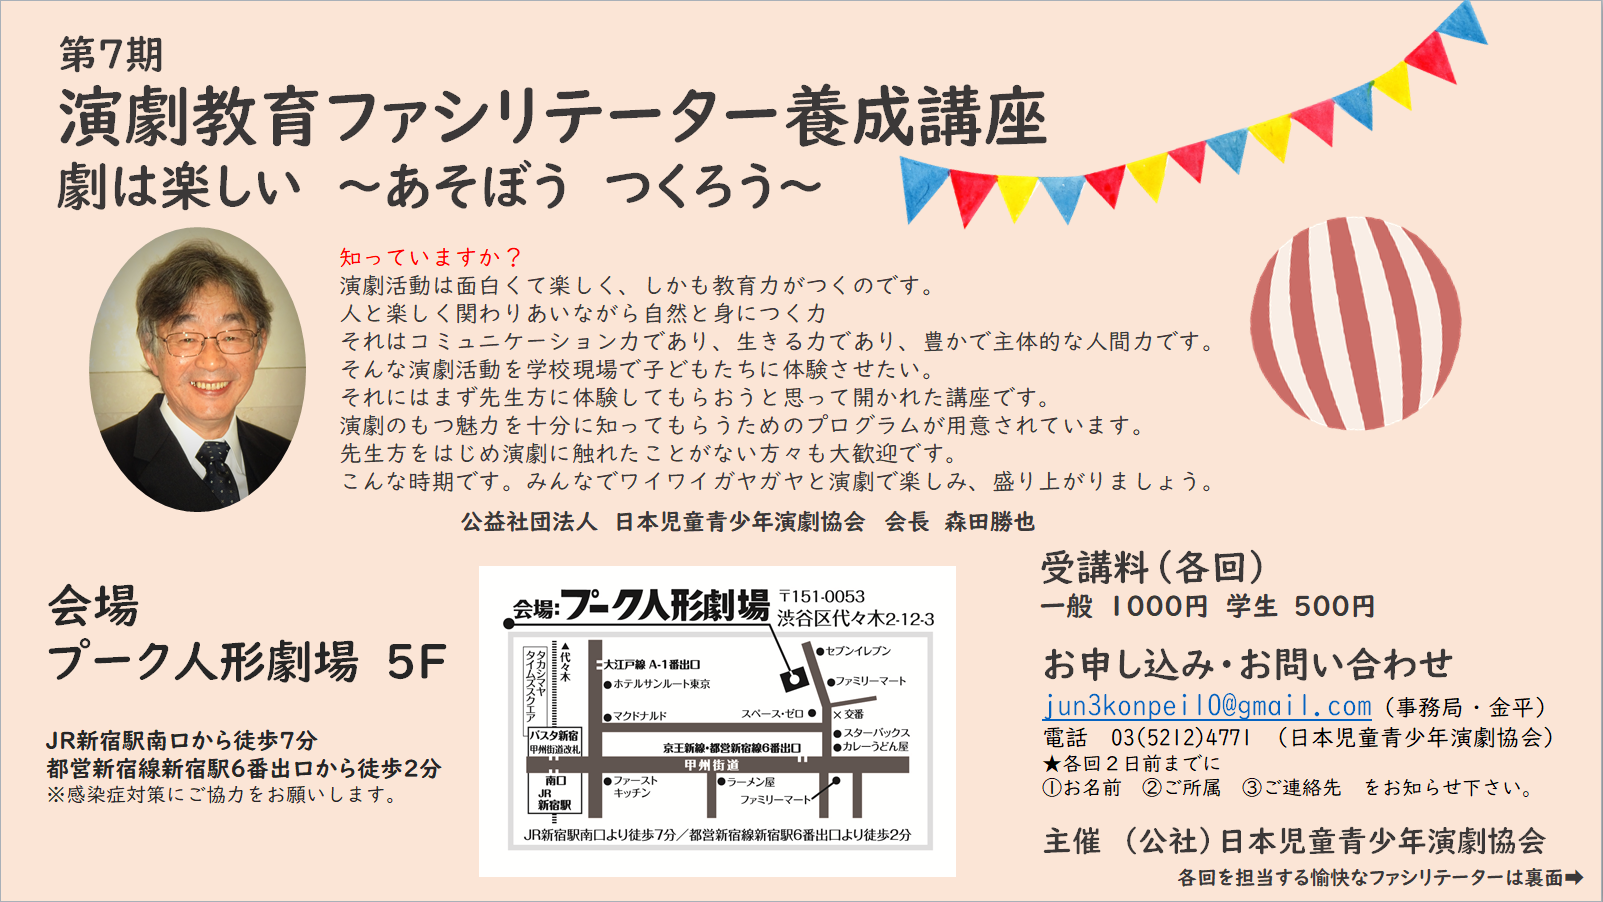 第7期
演劇教育ファシリテーター養成講座
劇は楽しい　～あそぼう　つくろう～
知っていますか？
演劇活動は面白くて楽しく、しかも教育力がつくのです。
人と楽しく関わりあいながら自然と身につく力
それはコミュニケーション力であり、生きる力であり、豊かで主体的な人間力です。
そんな演劇活動を学校現場で子どもたちに体験させたい。
それにはまず先生方に体験してもらおうと思って開かれた講座です。
演劇のもつ魅力を十分に知ってもらうためのプログラムが用意されています。
先生方をはじめ演劇に触れたことがない方々も大歓迎です。
こんな時期です。みんなでワイワイガヤガヤと演劇で楽しみ、盛り上がりましょう。
公益社団法人　日本児童青少年演劇協会　会長　森田勝也
会場
プーク人形劇場 5F
JR新宿駅南口から徒歩7分
都営新宿線新宿駅6番出口から徒歩2分
※感染症対策にご協力をお願いします。
会場:プーク人形劇場
〒151-0053
渋谷区代々木2-12-3
▲代々木
タカシマヤ
タイムズスクエア
大江戸線 A-1番出口
●ホテルサンルート東京
●マクドナルド
●セブンイレブン
●ファミリーマート
スペース・ゼロ●
×交番
●スターバックス
●カレーうどん屋
バスタ新宿
甲州街道改札
京王新線・都営新宿線6番出口
甲州街道
南口
JR
新宿駅
●ファースト
キッチン
●ラーメン屋
ファミリーマート
JR新宿駅南口より徒歩7分／都営新宿線新宿駅6番出口より徒歩2分
受講料（各回）
一般 1000円 学生 500円
お申し込み・お問い合わせ
jun3konpei10@gmail.com（事務局・金平）
電話　03(5212)4771　（日本児童青少年演劇協会）
★各回２日前までに
①お名前　②ご所属　③ご連絡先　をお知らせ下さい。
主催　（公社）日本児童青少年演劇協会
各回を担当する愉快なファシリテーターは裏面➡